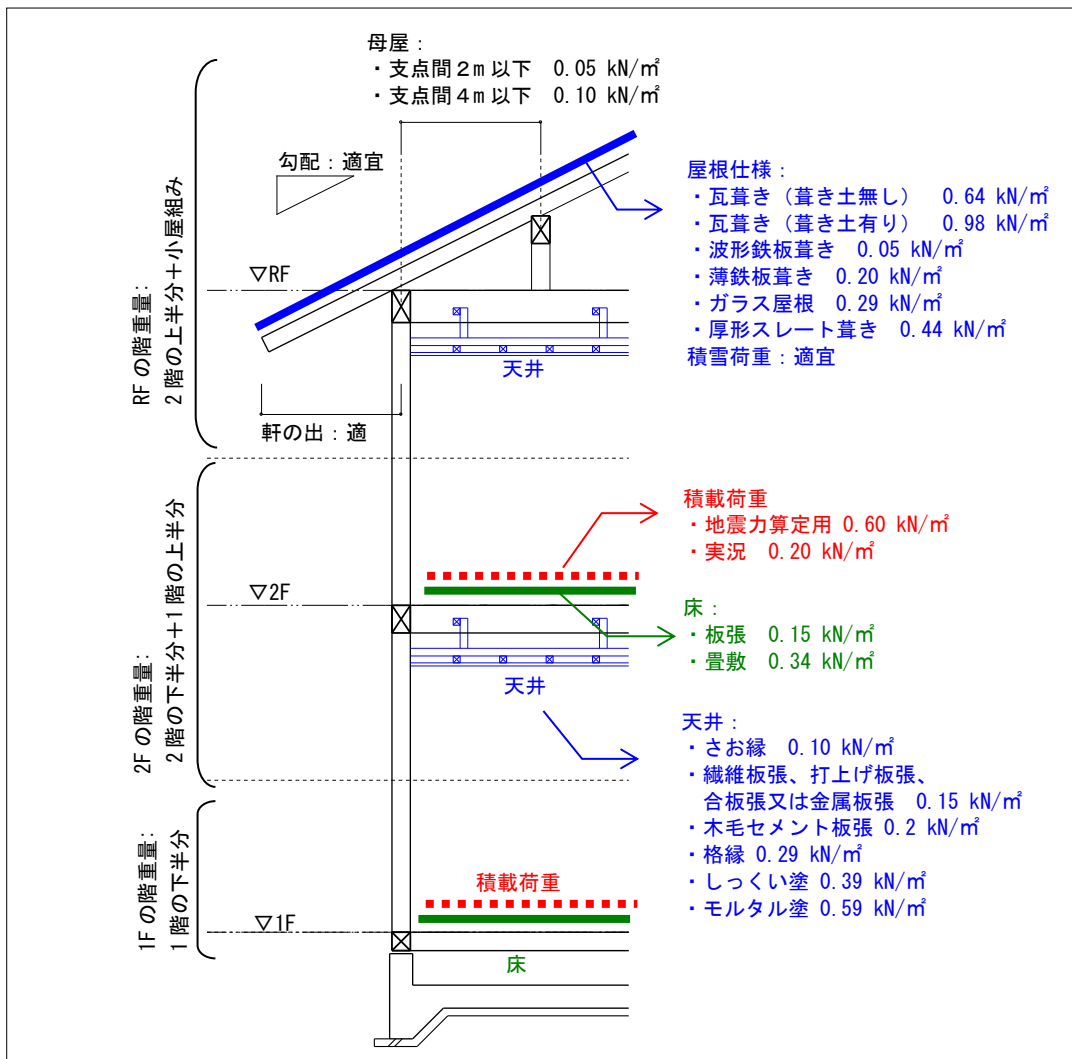 母屋：
・支点間２m 以下　0.05 kN/㎡
・支点間４m 以下　0.10 kN/㎡
勾配：適宜
屋根仕様：
・瓦葺き（葺き土無し）　0.64 kN/㎡
・瓦葺き（葺き土有り）　0.98 kN/㎡
・波形鉄板葺き　0.05 kN/㎡
・薄鉄板葺き　0.20 kN/㎡
・ガラス屋根　0.29 kN/㎡
・厚形スレート葺き　0.44 kN/㎡
積雪荷重：適宜
▽RF
RF の階重量：
2 階の上半分＋小屋組み
天井
軒の出：適
積載荷重
・地震力算定用 0.60 kN/㎡
・実況　0.20 kN/㎡
▽2F
2F の階重量：
2 階の下半分＋1 階の上半分
床：
・板張　0.15 kN/㎡
・畳敷　0.34 kN/㎡
天井
天井：
・さお縁　0.10 kN/㎡
・繊維板張、打上げ板張、
合板張又は金属板張　0.15 kN/㎡
・木毛セメント板張 0.2 kN/㎡
・格縁 0.29 kN/㎡
・しっくい塗 0.39 kN/㎡
・モルタル塗 0.59 kN/㎡
1F の階重量：
1 階の下半分
積載荷重
▽1F
床